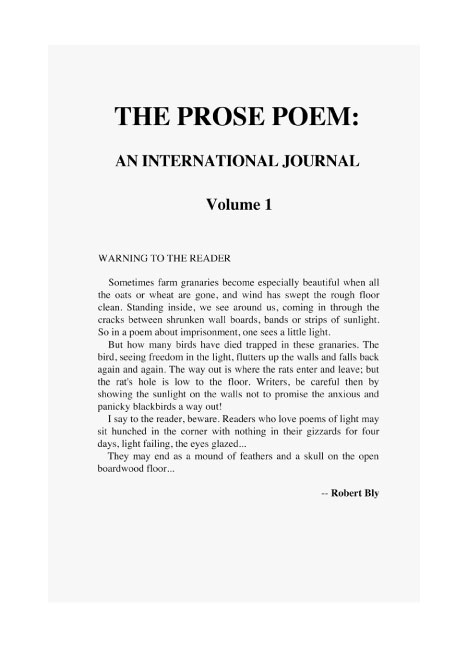 THE PROSE POEM:
AN INTERNATIONAL JOURNAL
Volume 1
WARNING TO THE READER
Sometimes farm granaries become especially beautiful when all
the oats or wheat are gone, and wind has swept the rough floor
clean. Standing inside, we see around us, coming in through the
cracks between shrunken wall boards, bands or strips of sunlight.
So in a poem about imprisonment, one sees a little light.
But how many birds have died trapped in these granaries. The
bird, seeing freedom in the light, flutters up the walls and falls back
again and again. The way out is where the rats enter and leave; but
the rat's hole is low to the floor. Writers, be careful then by
showing the sunlight on the walls not to promise the anxious and
panicky blackbirds a way out!
I say to the reader, beware. Readers who love poems of light may
sit hunched in the corner with nothing in their gizzards for four
days, light failing, the eyes glazed...
They may end as a mound of feathers and a skull on the open
boardwood floor...
-- Robert Bly